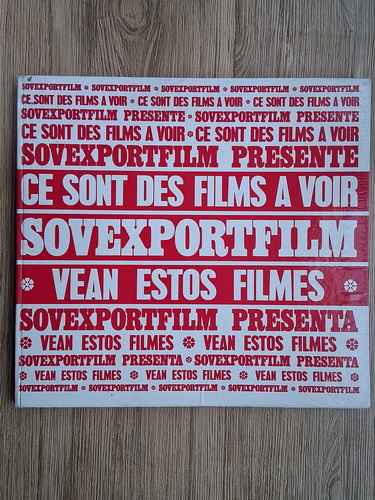 SOVEXPORTFILM * SOVEXPORTFILM * SOVEXPORTFILM * SOVEXPORTFILM * SOVEXPORTFILM
CE SONT DES FILMS A VOIR * CE SONT DES FILMS A VOIR * CE SONT DES FILMS A VOIR
SOVEXPORTFILM PRESENTE * SOVEXPORTFILM PRESENTE
CE SONT DES FILMS A VOIR * CE SONT DES FILMS A VOIR
SOVEXPORTFILM PRESENTE
CE SONT DES FILMS A VOIR
SOVEXPORTFILM
* VEAN ESTOS FILMES *
SOVEXPORTFILM PRESENTA
* VEAN ESTOS FILMES * VEAN ESTOS FILMES *
SOVEXPORTFILM PRESENTA * SOVEXPORTFILM PRESENTA
* VEAN ESTOS FILMES * VEAN ESTOS FILMES * VEAN ESTOS FILMES *
SOVEXPORTFILM * SOVEXPORTFILM * SOVEXPORTFILM * SOVEXPORTFILM * SOVEXPORTFILM